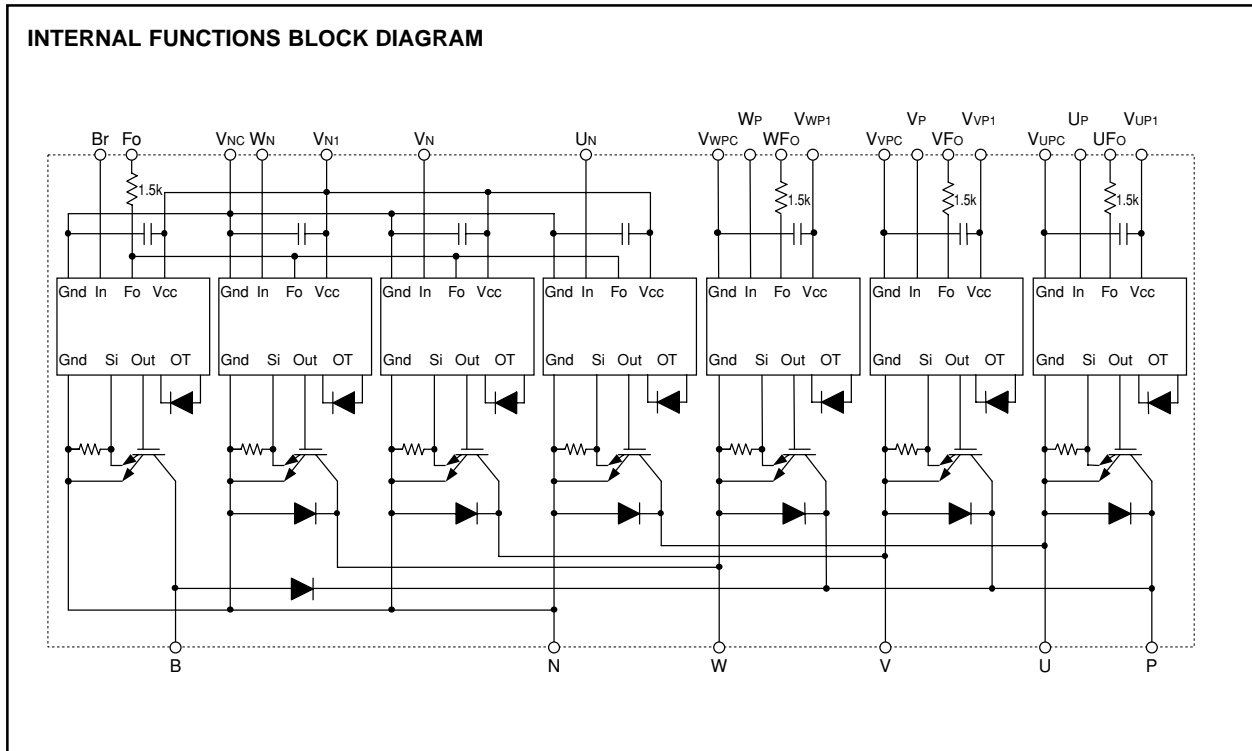 INTERNAL FUNCTIONS BLOCK DIAGRAM
WP VWP1 VP VVP1 UP VUP1
Br Fo VNC WN VN1 VN UN VWPC WFO VVPC VFO VUPC UFO
1.5k 1.5k 1.5k 1.5k
Gnd In Fo Vcc Gnd In Fo Vcc Gnd In Fo Vcc Gnd In Fo Vcc Gnd In Fo Vcc Gnd In Fo Vcc Gnd In Fo Vcc
Gnd Si Out OT Gnd Si Out OT Gnd Si Out OT Gnd Si Out OT Gnd Si Out OT Gnd Si Out OT Gnd Si Out OT
B N W V U P